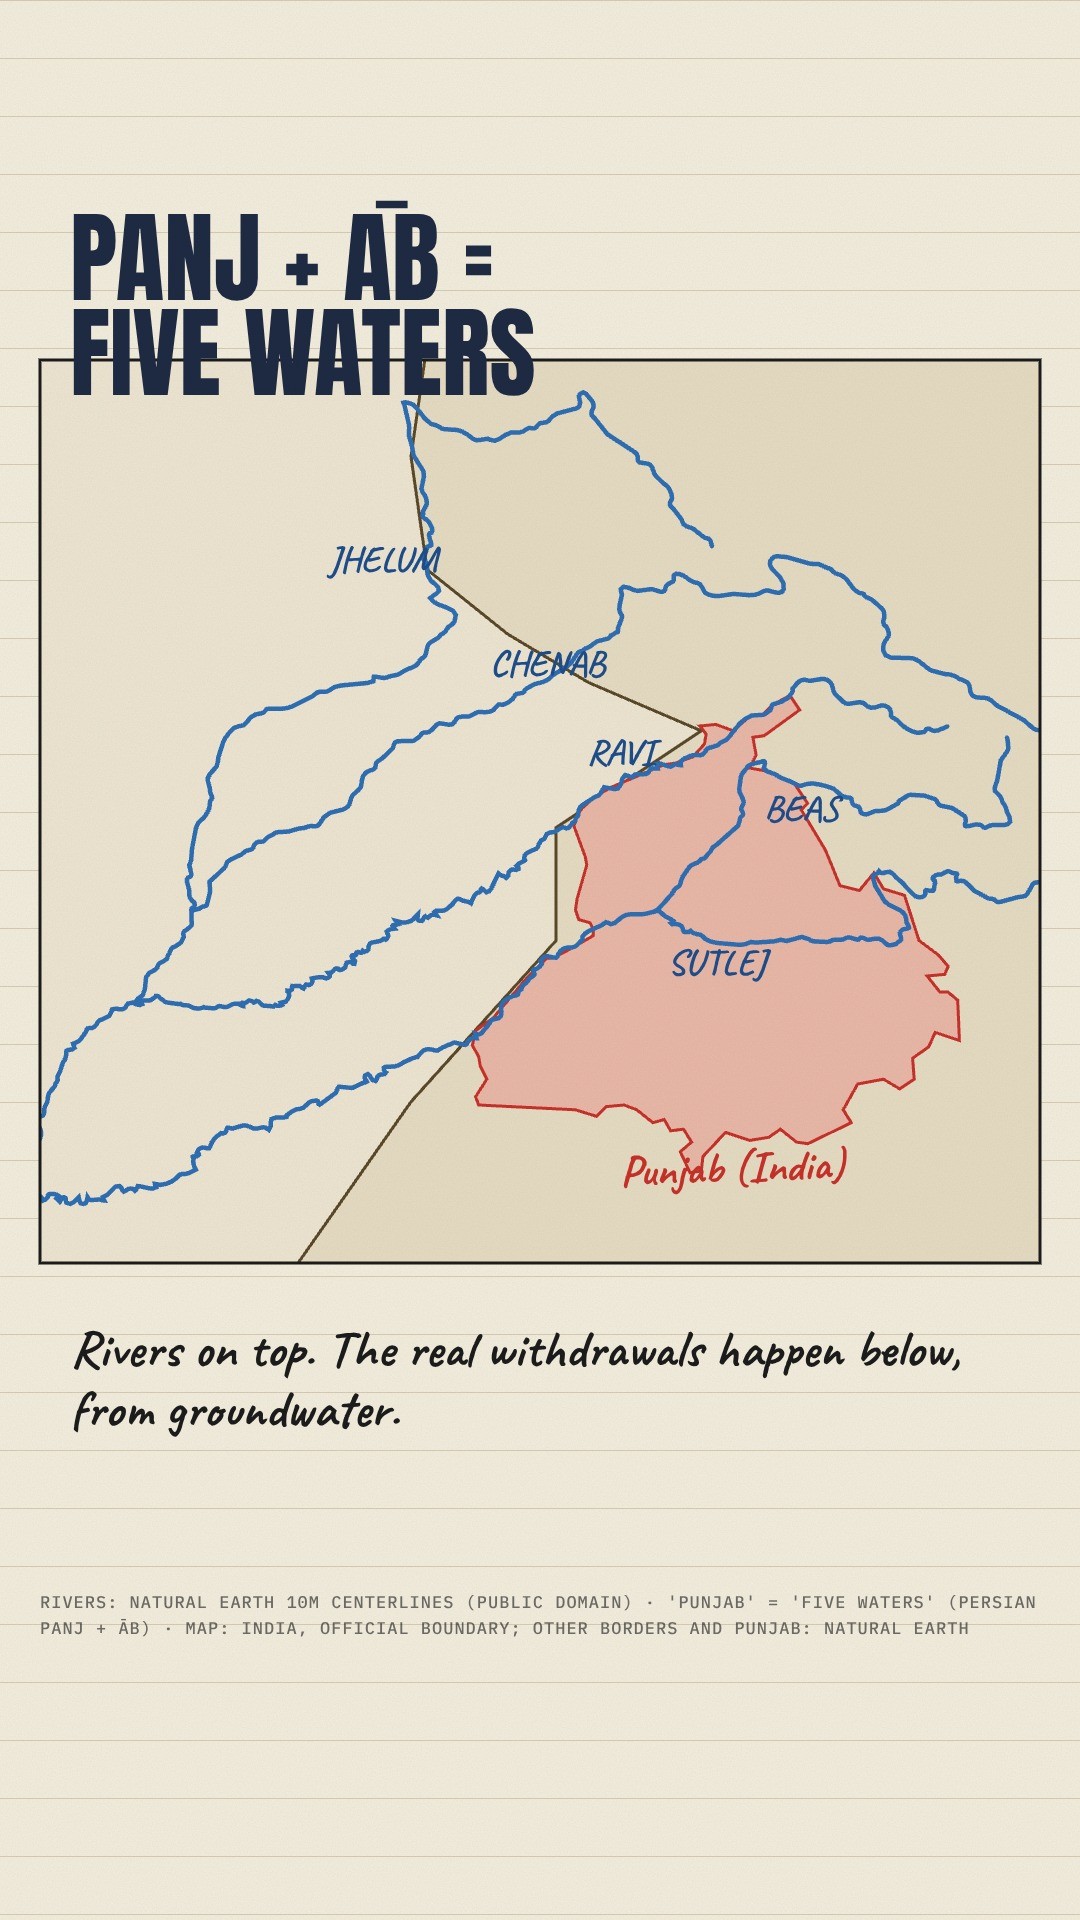 PANJ + ĀB =
FIVE WATERS
JHELUM
CHENAB
RAVI
BEAS
SUTLEJ
Punjab (India)
Rivers on top. The real withdrawals happen below,
from groundwater.
RIVERS: NATURAL EARTH 10M CENTERLINES (PUBLIC DOMAIN) · 'PUNJAB' = 'FIVE WATERS' (PERSIAN
PANJ + ĀB) · MAP: INDIA, OFFICIAL BOUNDARY; OTHER BORDERS AND PUNJAB: NATURAL EARTH